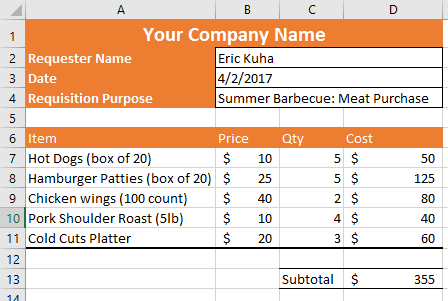 A B C D
1 Your Company Name
2 Requester Name Eric Kuha
3 Date 4/2/2017
4 Requisition Purpose Summer Barbecue: Meat Purchase
5
6 Item Price Qty Cost
7 Hot Dogs (box of 20) $ 10 5 $ 50
8 Hamburger Patties (box of 20) $ 25 5 $ 125
9 Chicken wings (100 count) $ 40 2 $ 80
10 Pork Shoulder Roast (5lb) $ 10 4 $ 40
11 Cold Cuts Platter $ 20 3 $ 60
12
13 Subtotal $ 355
14